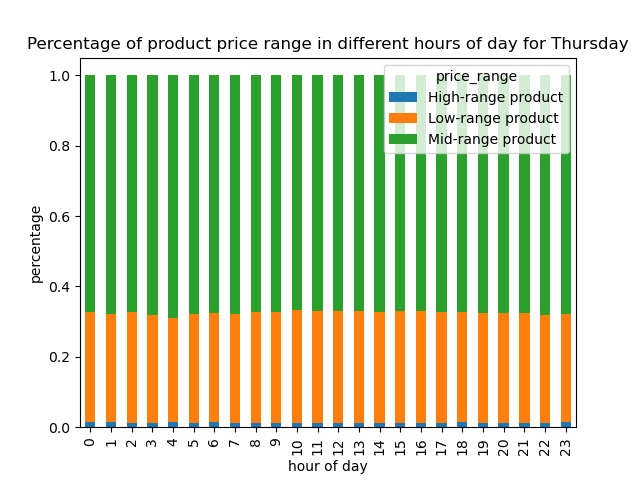 Percentage of product price range in different hours of day for Thursday
price_range
High-range product
Low-range product
Mid-range product
percentage
1.0
0.8
0.6
0.4
0.2
0.0
0 1 2 3 4 5 6 7 8 9 10 11 12 13 14 15 16 17 18 19 20 21 22 23
hour of day